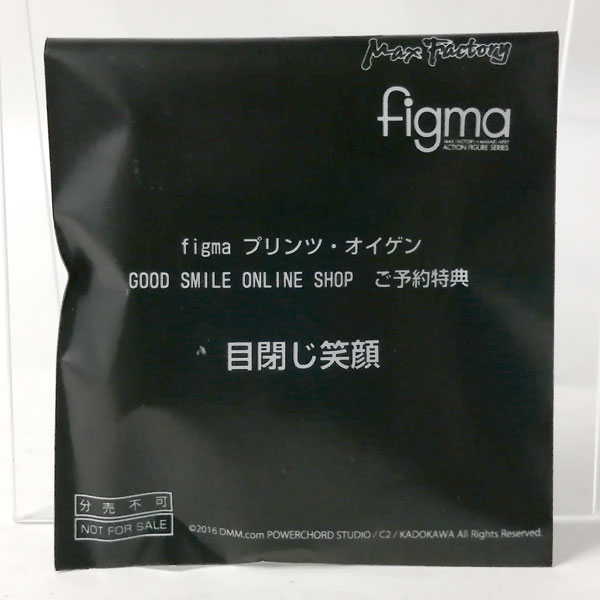 Max Factory
figma
MAX FACTORY × MASAKI APSY
ACTION FIGURE SERIES
figma プリンツ・オイゲン
GOOD SMILE ONLINE SHOP ご予約特典
目閉じ笑顔
分売不可
NOT FOR SALE
©2016 DMM.com POWERCHORD STUDIO / C2 / KADOKAWA All Rights Reserved.